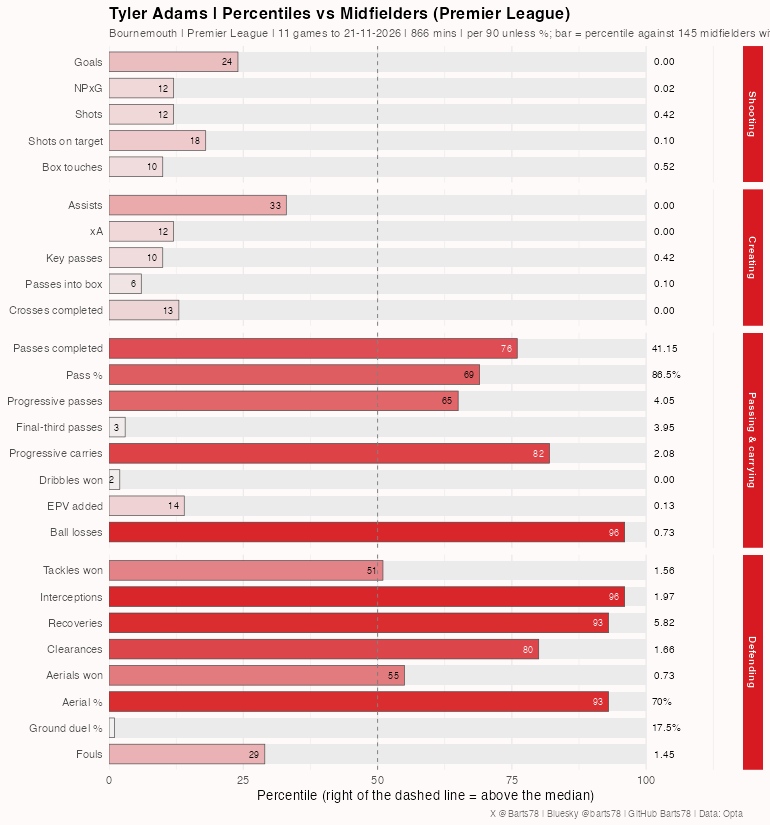 Tyler Adams | Percentiles vs Midfielders (Premier League)
Bournemouth | Premier League | 11 games to 21-11-2026 | 866 mins | per 90 unless %; bar = percentile against 145 midfielders wi
Goals 24 0.00
NPxG 12 0.02
Shots 12 0.42
Shots on target 18 0.10
Box touches 10 0.52
Shooting
Assists 33 0.00
xA 12 0.00
Key passes 10 0.42
Passes into box 6 0.10
Crosses completed 13 0.00
Creating
Passes completed 76 41.15
Pass % 69 86.5%
Progressive passes 65 4.05
Final-third passes 3 3.95
Progressive carries 82 2.08
Dribbles won 2 0.00
EPV added 14 0.13
Ball losses 96 0.73
Passing & carrying
Tackles won 51 1.56
Interceptions 96 1.97
Recoveries 93 5.82
Clearances 80 1.66
Aerials won 55 0.73
Aerial % 93 70%
Ground duel % 17.5%
Fouls 29 1.45
Defending
0 25 50 75 100
Percentile (right of the dashed line = above the median)
X @Barts78 | Bluesky @barts78 | GitHub Barts78 | Data: Opta